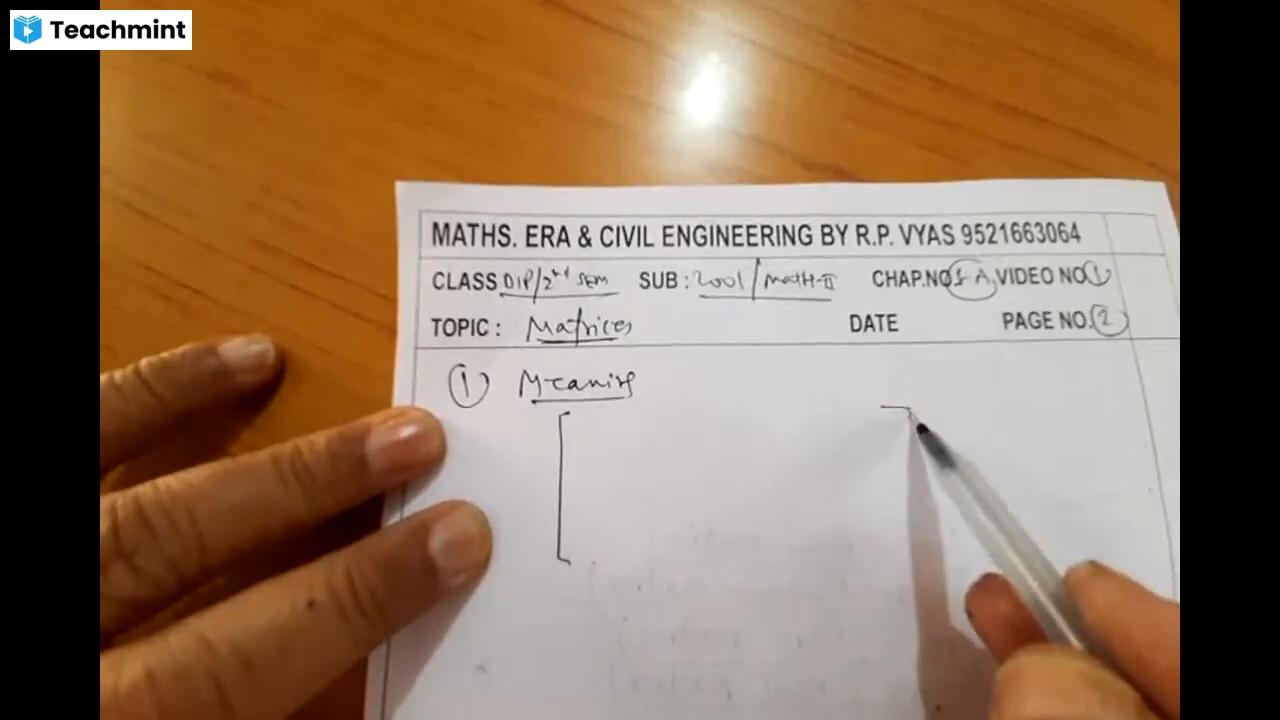 Teachmint
MATHS. ERA & CIVIL ENGINEERING BY R.P. VYAS 9521663064
CLASS DIP/2nd SEM SUB : 2001/MATH-II CHAP.NO. VIDEO NO. 1
TOPIC : Matrices DATE PAGE NO. 2
1 Meaning